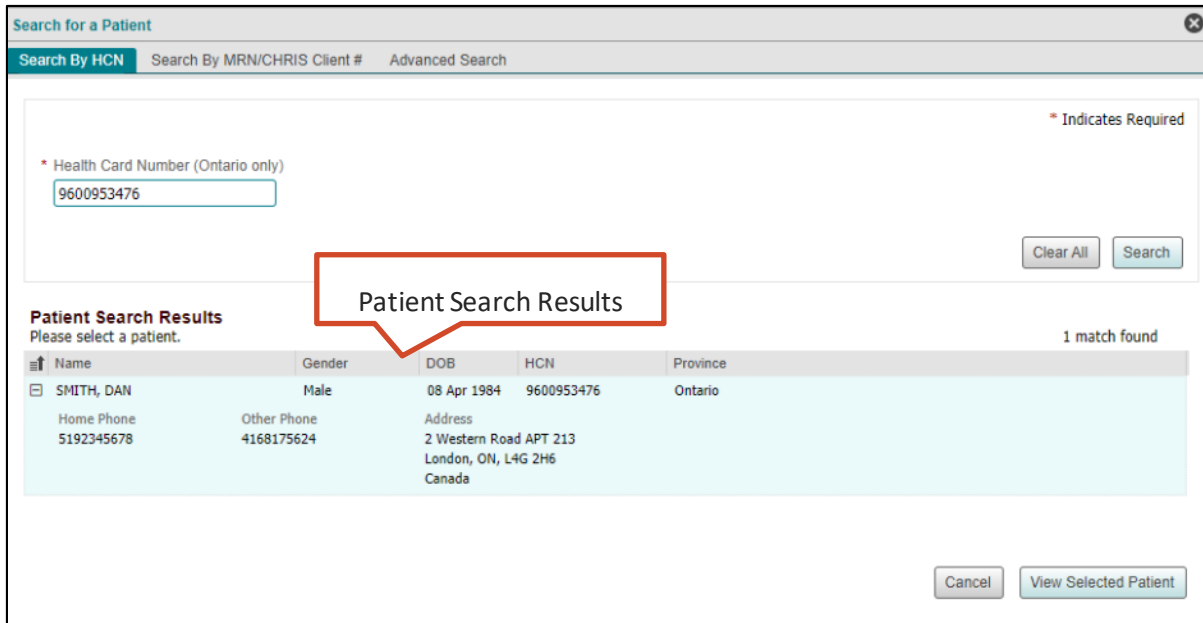 Search for a Patient
Search By HCN Search By MRN/CHRIS Client # Advanced Search
* Indicates Required
* Health Card Number (Ontario only)
9600953476
Clear All Search
Patient Search Results
Patient Search Results
Please select a patient. 1 match found
Name Gender DOB HCN Province
SMITH, DAN Male 08 Apr 1984 9600953476 Ontario
Home Phone Other Phone Address
5192345678 4168175624 2 Western Road APT 213
London, ON, L4G 2H6
Canada
Cancel View Selected Patient